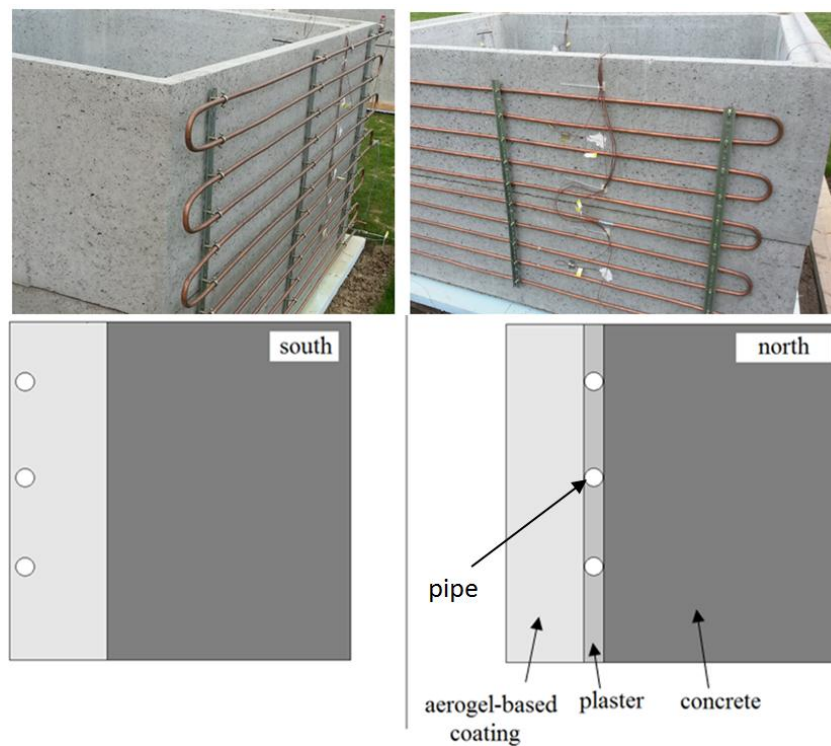 south
north
pipe
aerogel-based
coating
plaster
concrete